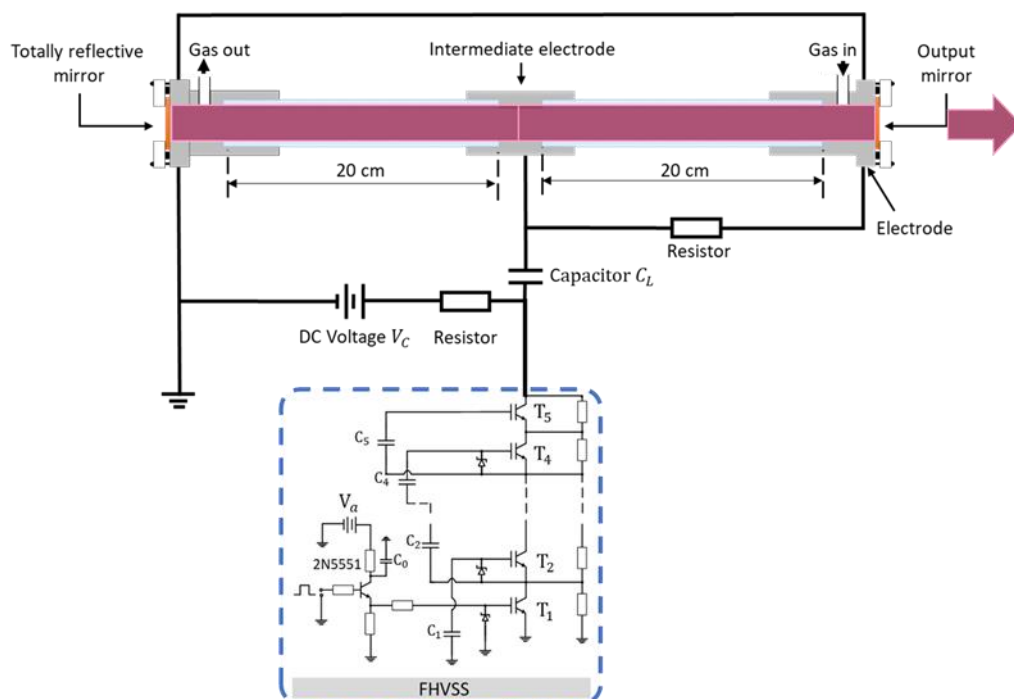 Totally reflective
mirror
Gas out
Intermediate electrode
Gas in
Output
mirror
20 cm
20 cm
Electrode
Resistor
Capacitor C_L
DC Voltage V_C
Resistor
T₅
C₅
T₄
C₄
V_a
C₂
2N5551
C₀
T₂
T₁
C₁
FHVSS